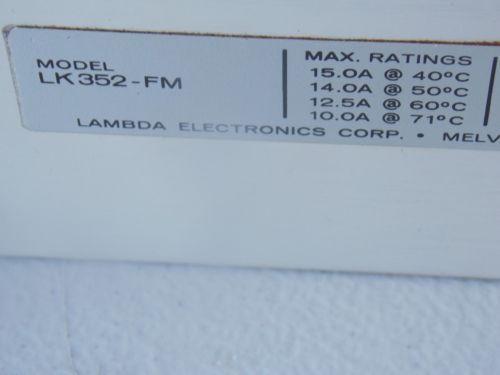 MODEL
LK352-FM
MAX. RATINGS
15.0A @ 40°C
14.0A @ 50°C
12.5A @ 60°C
10.0A @ 71°C
LAMBDA ELECTRONICS CORP. • MELV